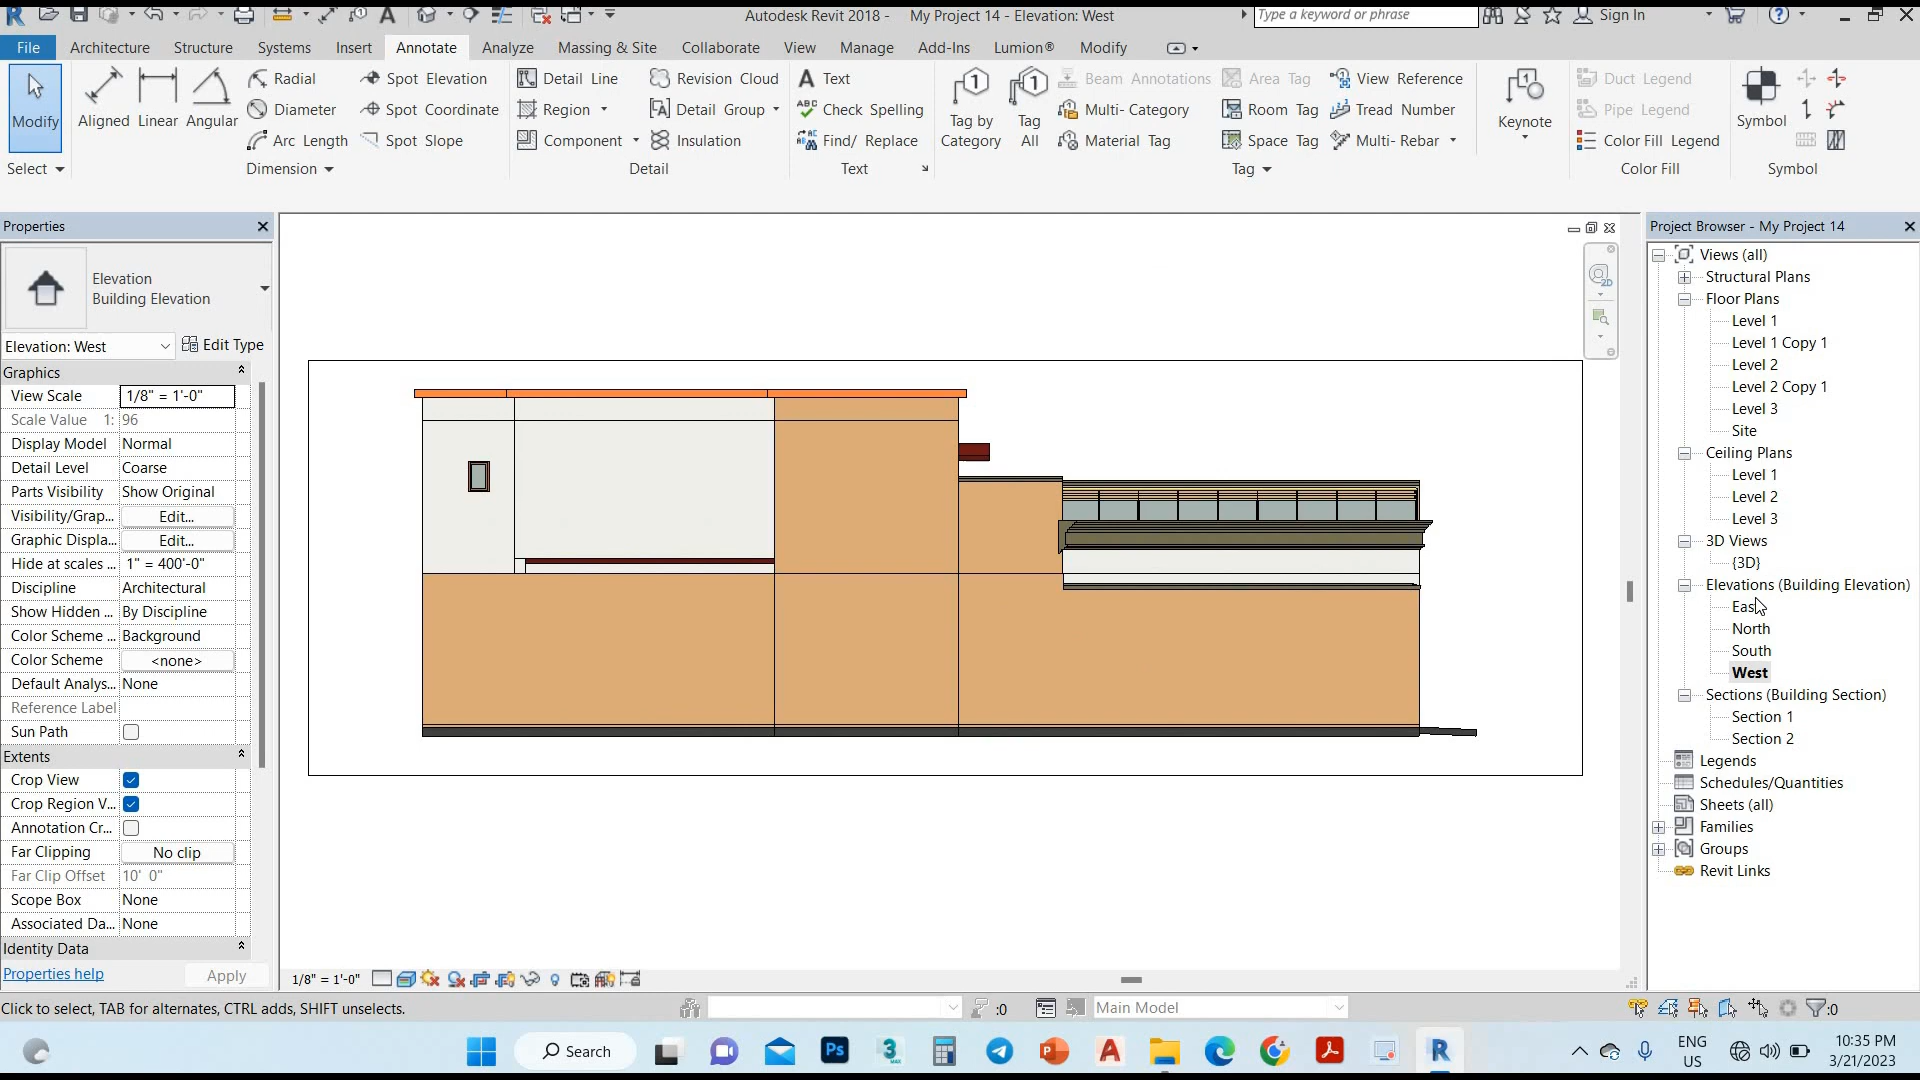 Autodesk Revit 2018 - My Project 14 - Elevation: West
Type a keyword or phrase
Sign In
File Architecture Structure Systems Insert Annotate Analyze Massing & Site Collaborate View Manage Add-Ins Lumion® Modify
Modify
Select
Aligned Linear Angular
Radial
Diameter
Arc Length
Spot Elevation
Spot Coordinate
Spot Slope
Dimension
Detail Line
Region
Component
Revision Cloud
Detail Group
Insulation
Detail
Text
Check Spelling
Find/ Replace
Text
Tag by
Category
Tag
All
Beam Annotations
Multi- Category
Material Tag
Area Tag
Room Tag
Space Tag
View Reference
Tread Number
Multi- Rebar
Tag
Keynote
Duct Legend
Pipe Legend
Color Fill Legend
Color Fill
Symbol
Symbol
Properties
Elevation
Building Elevation
Elevation: West
Edit Type
Graphics
View Scale 1/8" = 1'-0"
Scale Value 1: 96
Display Model Normal
Detail Level Coarse
Parts Visibility Show Original
Visibility/Grap... Edit...
Graphic Displa... Edit...
Hide at scales ... 1" = 400'-0"
Discipline Architectural
Show Hidden ... By Discipline
Color Scheme ... Background
Color Scheme <none>
Default Analys... None
Reference Label
Sun Path
Extents
Crop View
Crop Region V...
Annotation Cr...
Far Clipping No clip
Far Clip Offset 10' 0"
Scope Box None
Associated Da... None
Identity Data
Properties help
Apply
2D
1/8" = 1'-0"
Project Browser - My Project 14
Views (all)
Structural Plans
Floor Plans
Level 1
Level 1 Copy 1
Level 2
Level 2 Copy 1
Level 3
Site
Ceiling Plans
Level 1
Level 2
Level 3
3D Views
{3D}
Elevations (Building Elevation)
East
North
South
West
Sections (Building Section)
Section 1
Section 2
Legends
Schedules/Quantities
Sheets (all)
Families
Groups
Revit Links
Click to select, TAB for alternates, CTRL adds, SHIFT unselects.
:0
Main Model
:0
Search
ENG
US
10:35 PM
3/21/2023